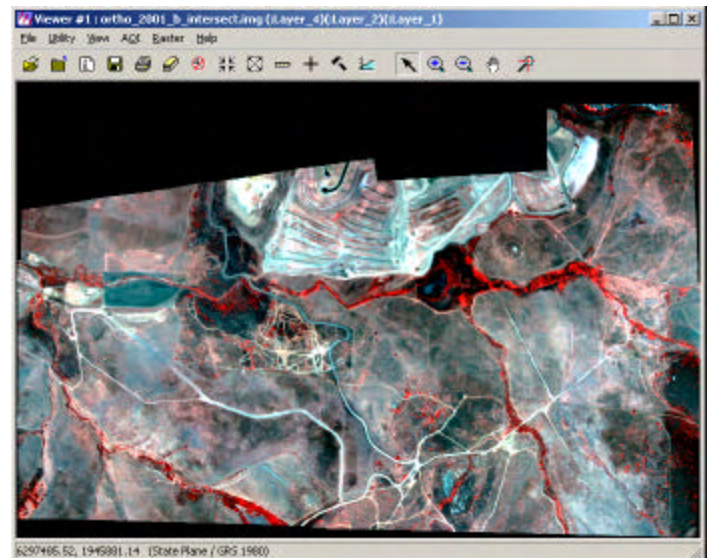 Viewer #1 : ortho_2001_b_intersect.img (:Layer_4)(:Layer_2)(:Layer_1)
File Utility View AOI Raster Help
6297485.52, 1945881.14 (State Plane / GRS 1980)